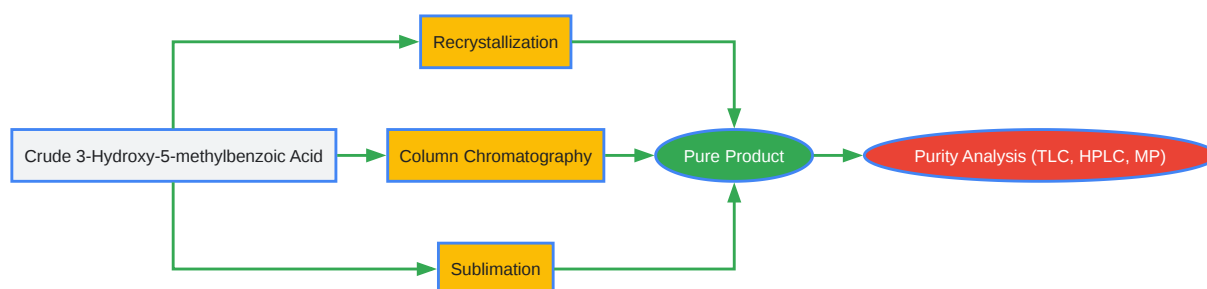 Recrystallization
Crude 3-Hydroxy-5-methylbenzoic Acid
Column Chromatography
Pure Product
Purity Analysis (TLC, HPLC, MP)
Sublimation